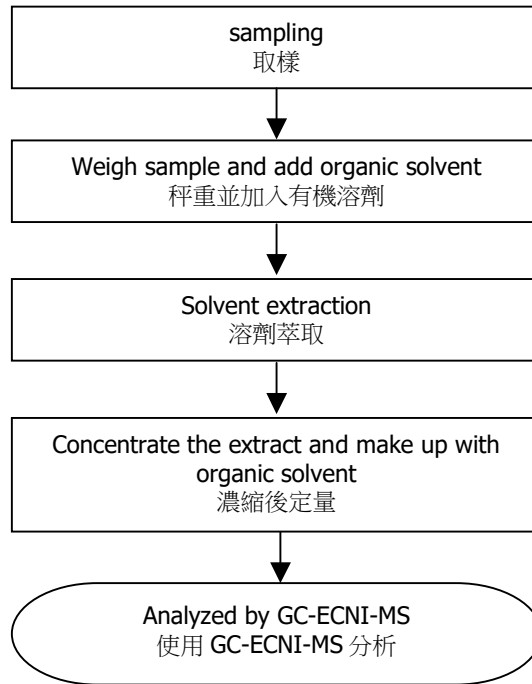 sampling
取樣
Weigh sample and add organic solvent
秤重並加入有機溶劑
Solvent extraction
溶劑萃取
Concentrate the extract and make up with
organic solvent
濃縮後定量
Analyzed by GC-ECNI-MS
使用 GC-ECNI-MS 分析